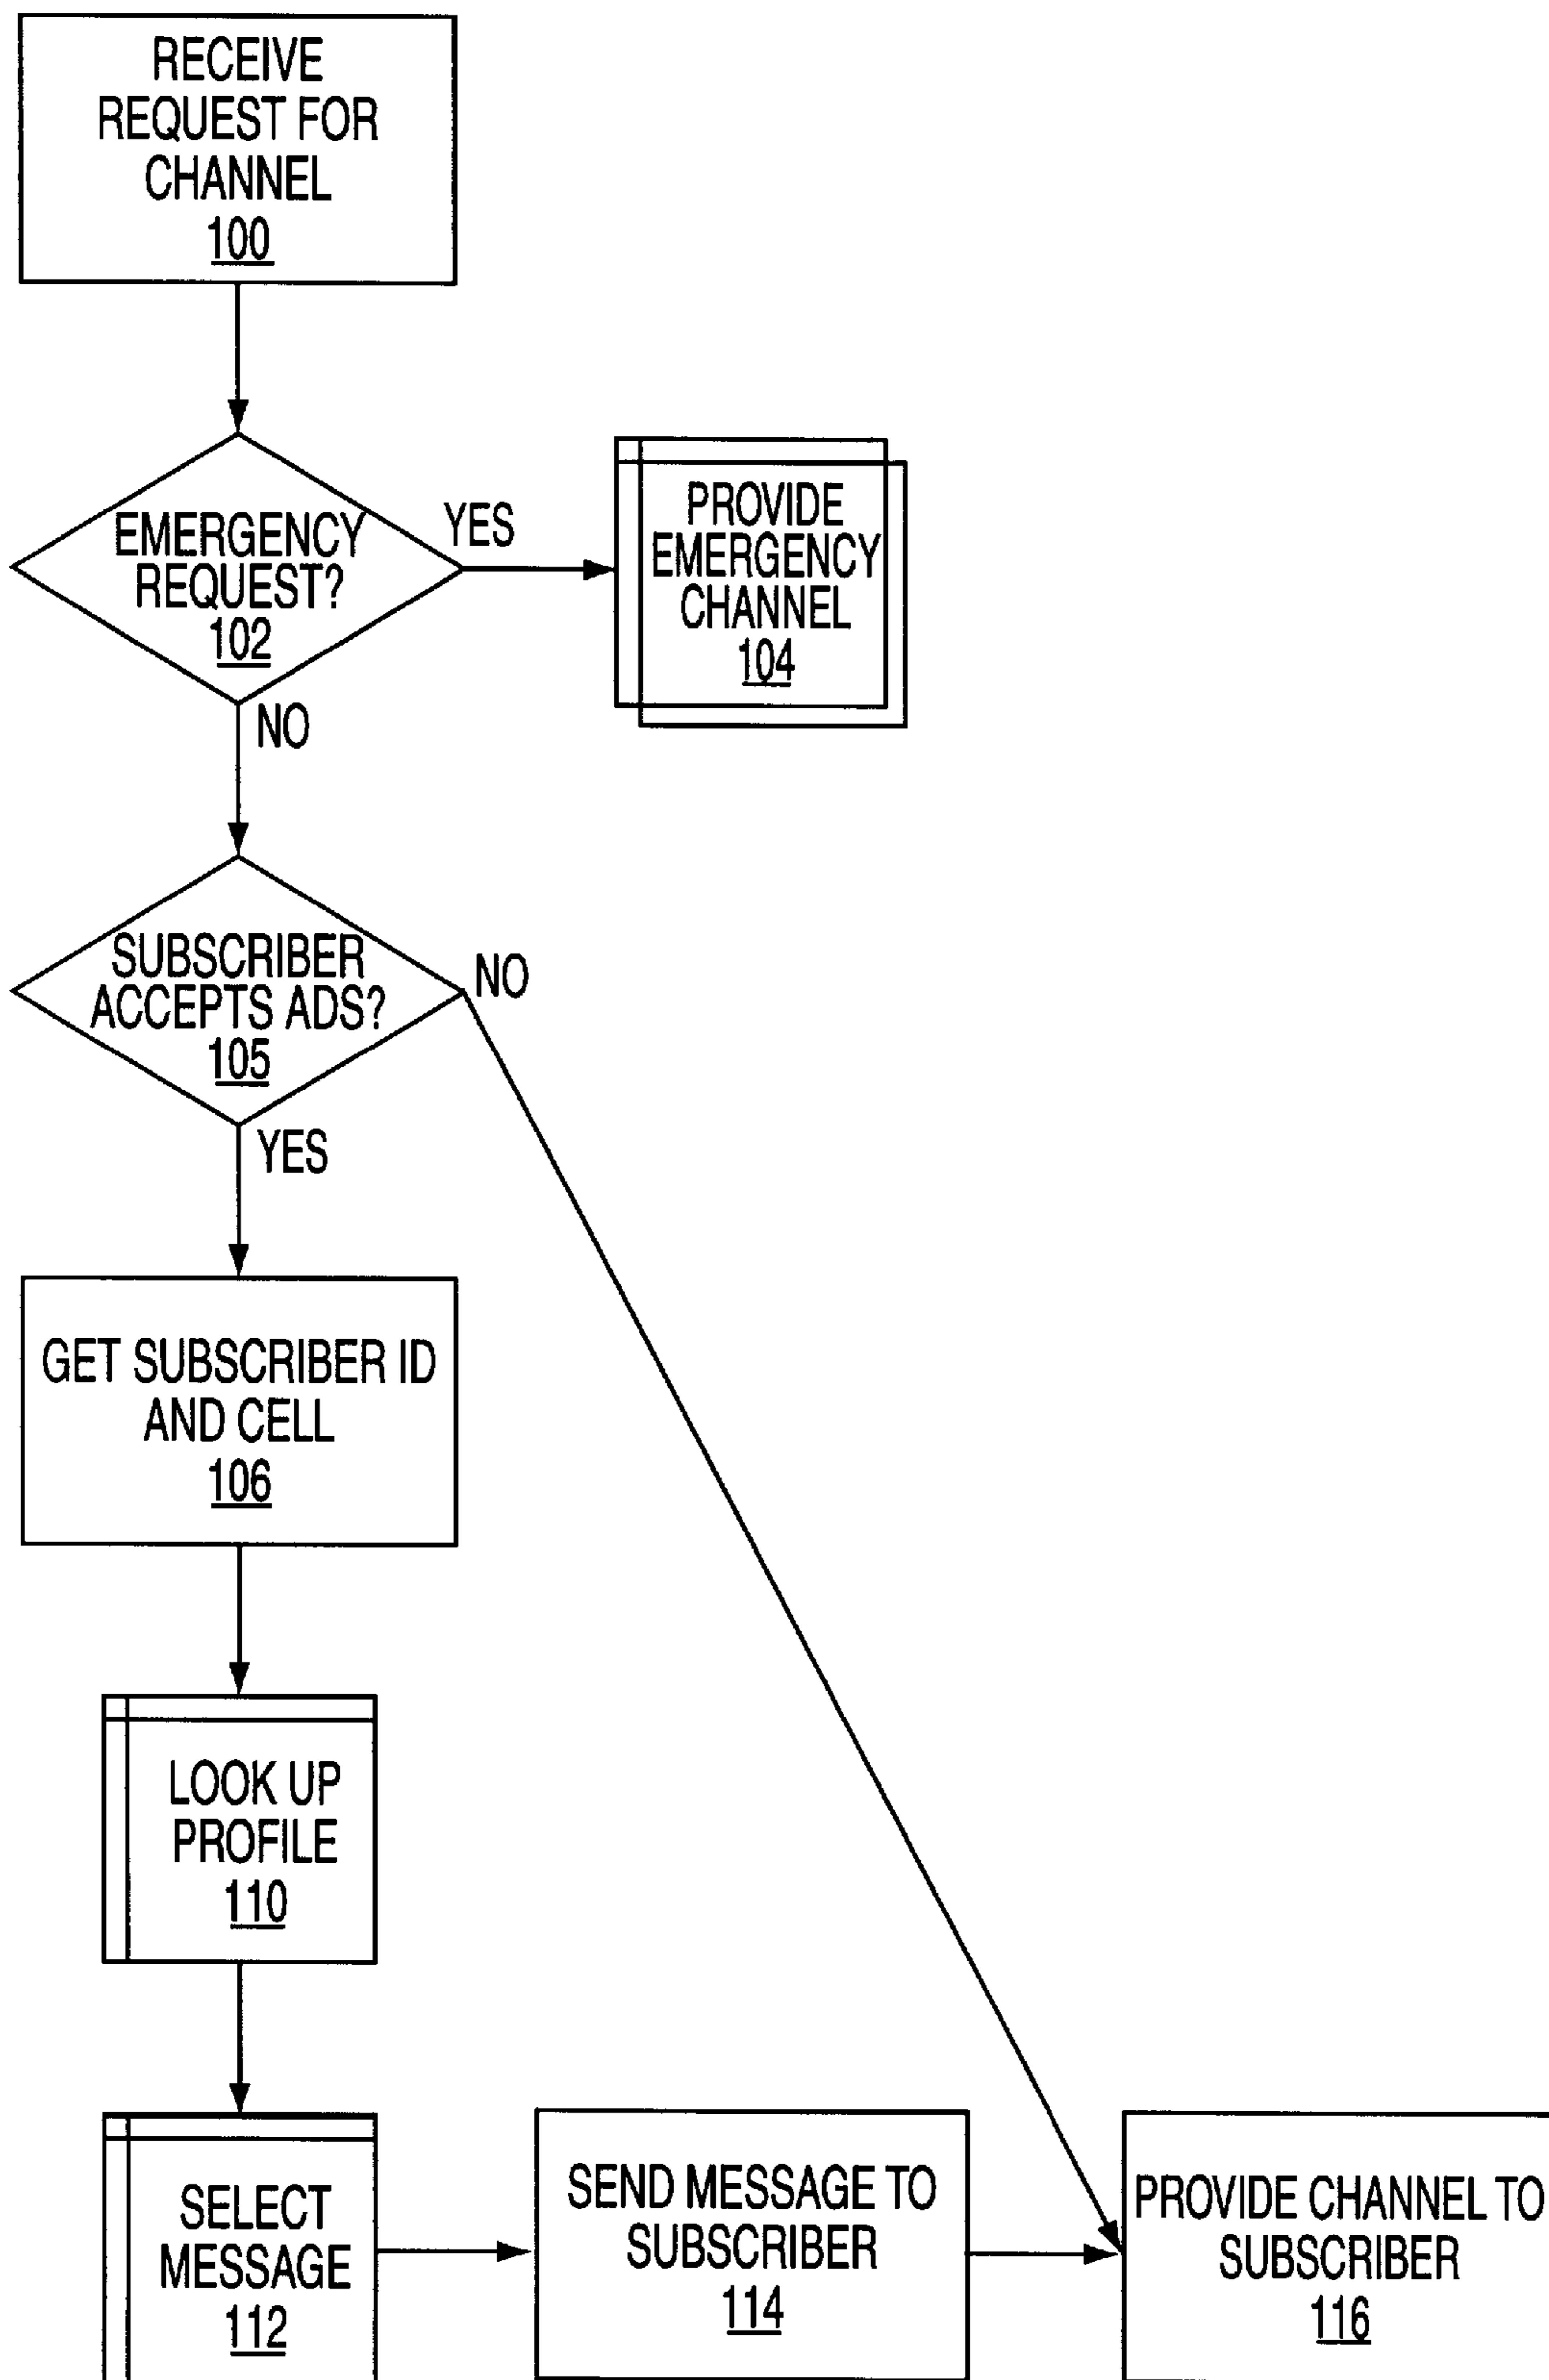 RECEIVE
REQUEST FOR
CHANNEL
100
EMERGENCY
REQUEST?
102
YES
PROVIDE
EMERGENCY
CHANNEL
104
NO
SUBSCRIBER
ACCEPTS ADS?
105
NO
YES
GET SUBSCRIBER ID
AND CELL
106
LOOK UP
PROFILE
110
SELECT
MESSAGE
112
SEND MESSAGE TO
SUBSCRIBER
114
PROVIDE CHANNEL TO
SUBSCRIBER
116